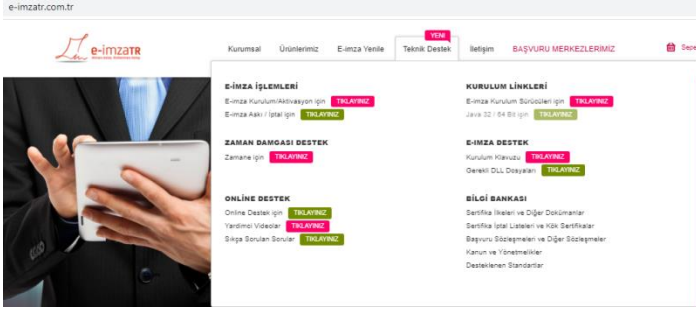 e-imzatr.com.tr
e-imzaTR
YENİ
Kurumsal Ürünlerimiz E-imza Yenile Teknik Destek İletişim BAŞVURU MERKEZLERİMİZ Sepe
E-İMZA İŞLEMLERİ
E-imza Kurulum/Aktivasyon için TIKLAYINIZ
E-imza Askı / İptal için TIKLAYINIZ
ZAMAN DAMGASI DESTEK
Zamane için TIKLAYINIZ
ONLİNE DESTEK
Online Destek için TIKLAYINIZ
Yardımcı Videolar TIKLAYINIZ
Sıkça Sorulan Sorular TIKLAYINIZ
KURULUM LİNKLERİ
E-imza Kurulum Sürücüleri için TIKLAYINIZ
Java 32 / 64 Bit için TIKLAYINIZ
E-IMZA DESTEK
Kurulum Klavuzu TIKLAYINIZ
Gerekli DLL Dosyaları TIKLAYINIZ
BİLGİ BANKASI
Sertifika İlkeleri ve Diğer Dokümanlar
Sertifika İptal Listeleri ve Kök Sertifikalar
Başvuru Sözleşmeleri ve Diğer Sözleşmeler
Kanun ve Yönetmelikler
Desteklenen Standartlar